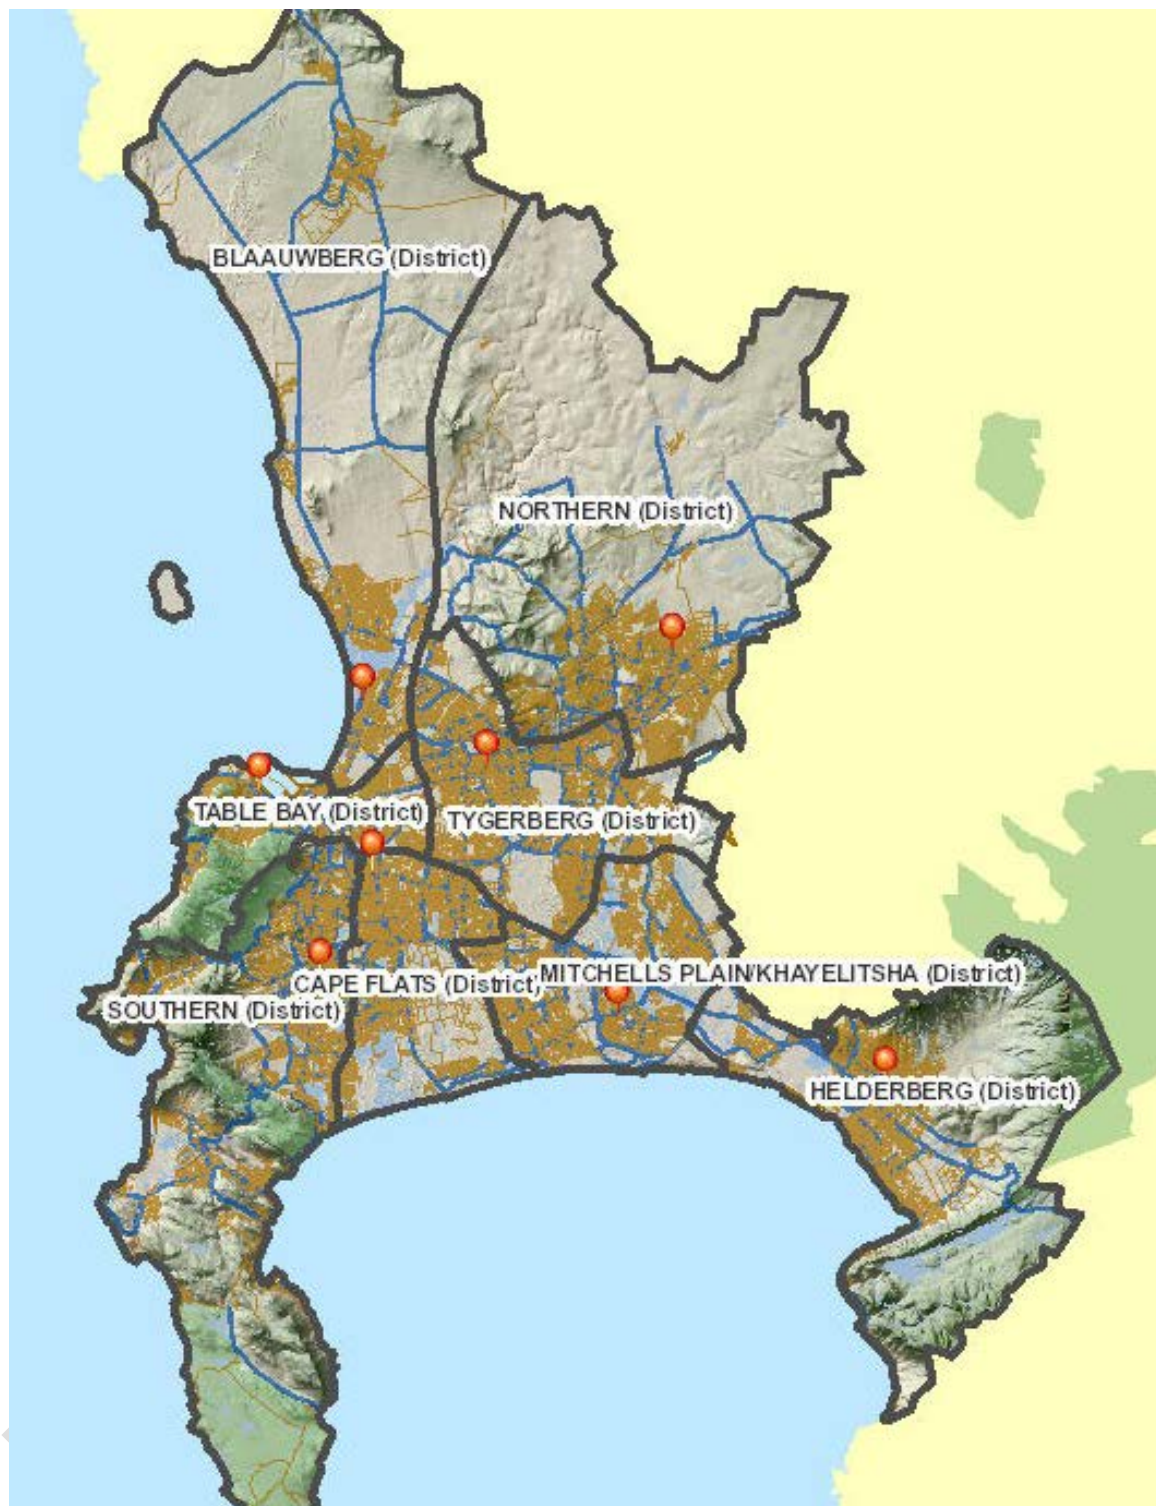 BLAAUWBERG (District)
NORTHERN (District)
TABLE BAY (District)
TYGERBERG (District)
MITCHELLS PLAIN/KHAYELITSHA (District)
CAPE FLATS (District)
SOUTHERN (District)
HELDERBERG (District)